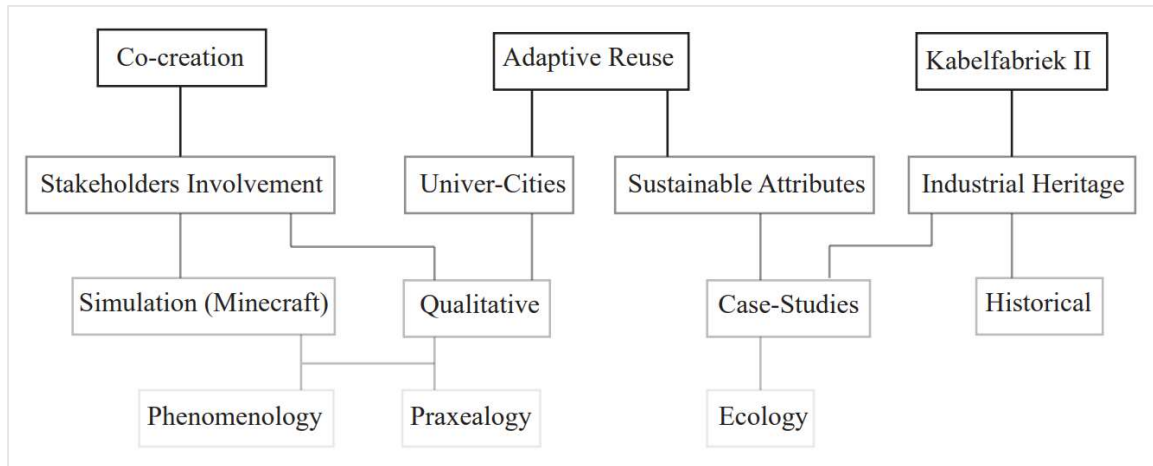 Co-creation
Adaptive Reuse
Kabelfabriek II
Stakeholders Involvement
Univer-Cities
Sustainable Attributes
Industrial Heritage
Simulation (Minecraft)
Qualitative
Case-Studies
Historical
Phenomenology
Praxealogy
Ecology